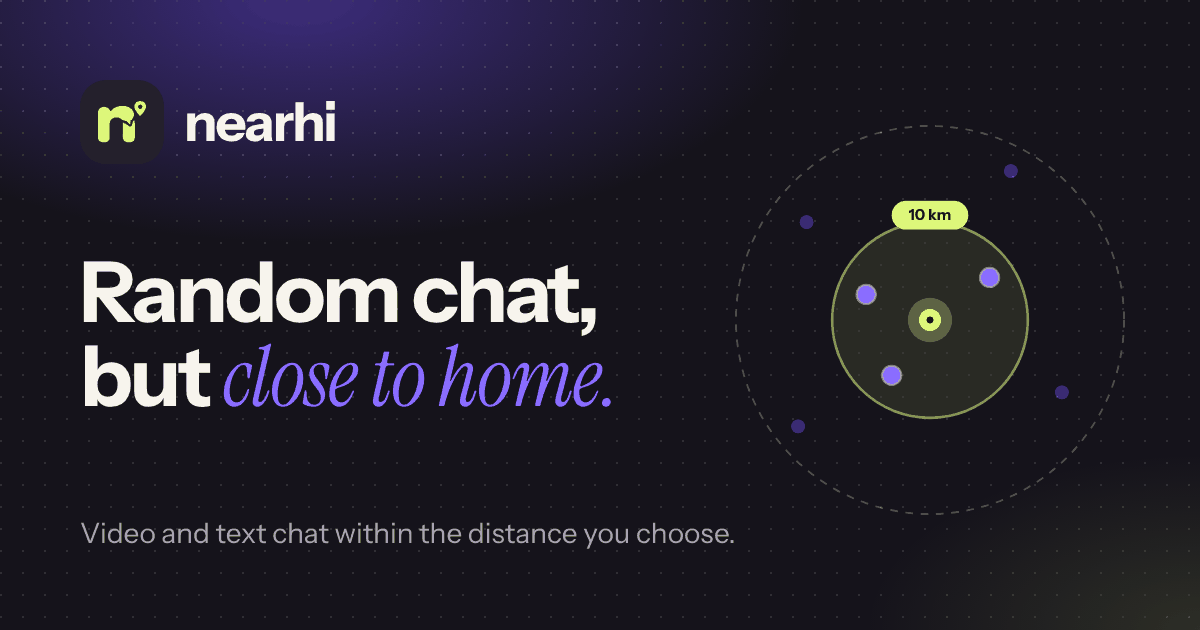 nearhi
Random chat,
but close to home.
Video and text chat within the distance you choose.
10 km